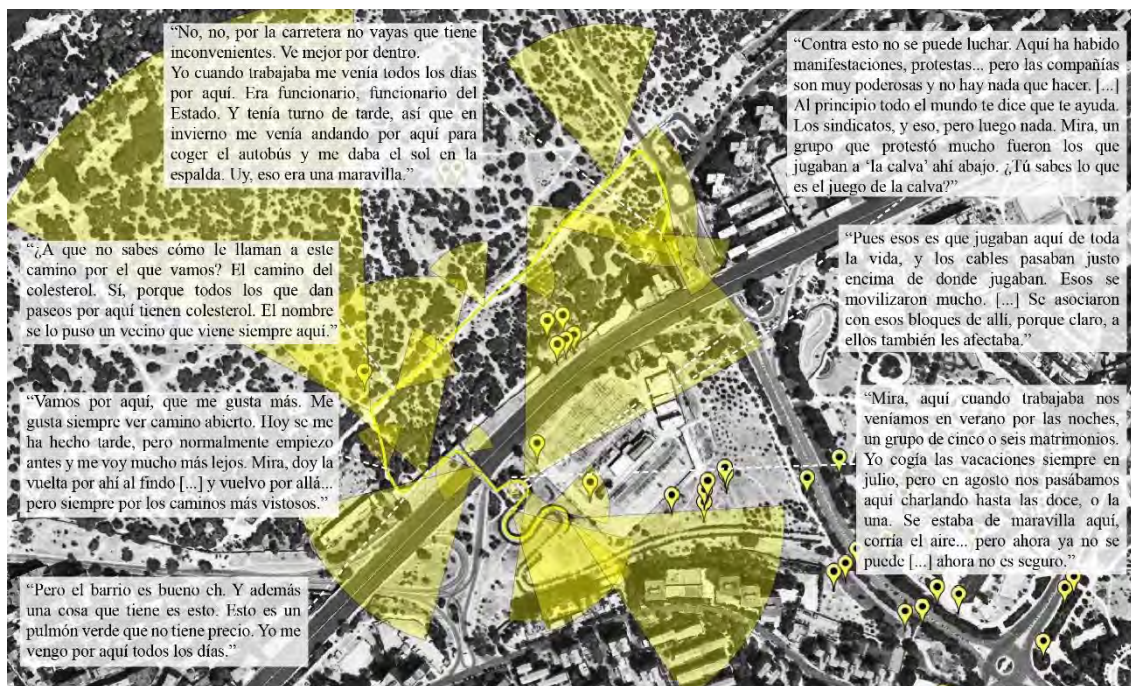 “No, no, por la carretera no vayas que tiene
inconvenientes. Ve mejor por dentro.
Yo cuando trabajaba me venía todos los días
por aquí. Era funcionario, funcionario del
Estado. Y tenía turno de tarde, así que en
invierno me venía andando por aquí para
coger el autobús y me daba el sol en la
espalda. Uy, eso era una maravilla.”
“¿A que no sabes cómo le llaman a este
camino por el que vamos? El camino del
colesterol. Sí, porque todos los que dan
paseos por aquí tienen colesterol. El nombre
se lo puso un vecino que viene siempre aquí.”
“Vamos por aquí, que me gusta más. Me
gusta siempre ver camino abierto. Hoy se me
ha hecho tarde, pero normalmente empiezo
antes y me voy mucho más lejos. Mira, doy la
vuelta por ahí al findo [...] y vuelvo por allá...
pero siempre por los caminos más vistosos.”
“Pero el barrio es bueno eh. Y además
una cosa que tiene es esto. Esto es un
pulmón verde que no tiene precio. Yo me
vengo por aquí todos los días.”
“Contra esto no se puede luchar. Aquí ha habido
manifestaciones, protestas... pero las compañías
son muy poderosas y no hay nada que hacer. [...]
Al principio todo el mundo te dice que te ayuda.
Los sindicatos, y eso, pero luego nada. Mira, un
grupo que protestó mucho fueron los que
jugaban a ‘la calva’ ahí abajo. ¿Tú sabes lo que
es el juego de la calva?”
“Pues esos es que jugaban aquí de toda
la vida, y los cables pasaban justo
encima de donde jugaban. Esos se
movilizaron mucho. [...] Se asociaron
con esos bloques de allí, porque claro, a
ellos también les afectaba.”
“Mira, aquí cuando trabajaba nos
veníamos en verano por las noches,
un grupo de cinco o seis matrimonios.
Yo cogía las vacaciones siempre en
julio, pero en agosto nos pasábamos
aquí charlando hasta las doce, o la
una. Se estaba de maravilla aquí,
corría el aire... pero ahora ya no se
puede [...] ahora no es seguro.”